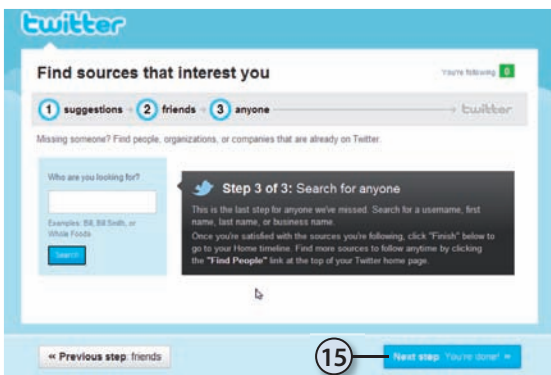 twitter
Find sources that interest you
You're following 0
1 suggestions 2 friends 3 anyone twitter
Missing someone? Find people, organizations, or companies that are already on Twitter.
Who are you looking for?
Examples: Bill, Bill Smith, or
Whole Foods
Search
Step 3 of 3: Search for anyone
This is the last step for anyone we've missed. Search for a username, first
name, last name, or business name.
Once you're satisfied with the sources you're following, click "Finish" below to
go to your Home timeline. Find more sources to follow anytime by clicking
the "Find People" link at the top of your Twitter home page.
« Previous step: friends
15
Next step: You're done! »